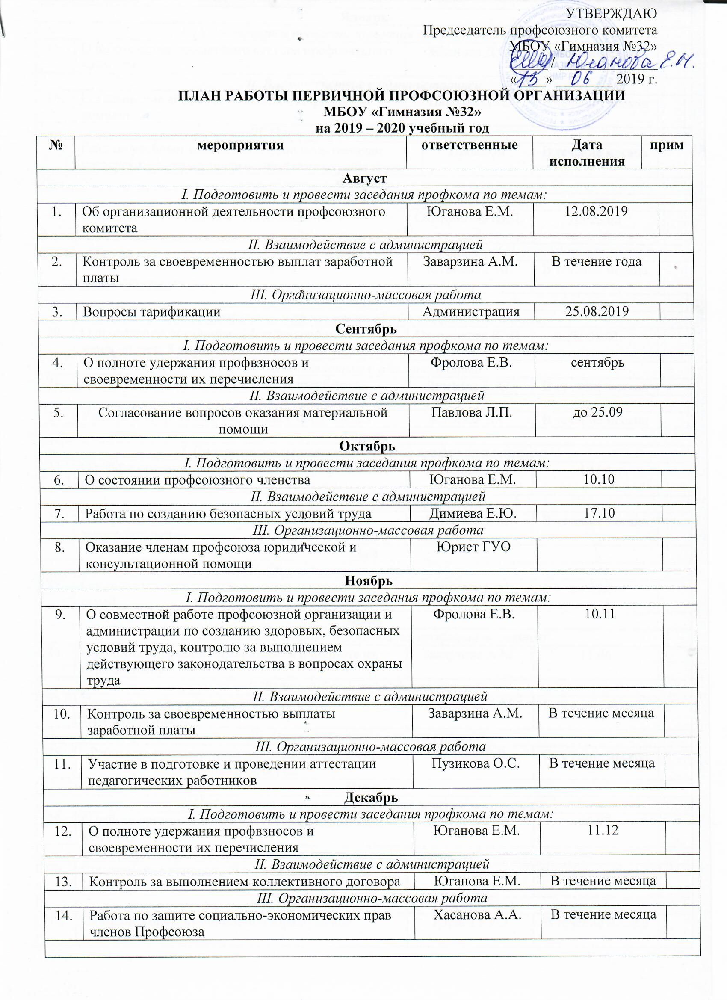 УТВЕРЖДАЮ
Председатель профсоюзного комитета
МБОУ «Гимназия №32»
/ Юганова Е.М.
«13» 06 2019 г.
ПЛАН РАБОТЫ ПЕРВИЧНОЙ ПРОФСОЮЗНОЙ ОРГАНИЗАЦИИ
МБОУ «Гимназия №32»
на 2019 – 2020 учебный год
№ мероприятия ответственные Дата прим
исполнения
Август
I. Подготовить и провести заседания профкома по темам:
1. Об организационной деятельности профсоюзного Юганова Е.М. 12.08.2019
комитета
II. Взаимодействие с администрацией
2. Контроль за своевременностью выплат заработной Заварзина А.М. В течение года
платы
III. Организационно-массовая работа
3. Вопросы тарификации Администрация 25.08.2019
Сентябрь
I. Подготовить и провести заседания профкома по темам:
4. О полноте удержания профвзносов и Фролова Е.В. сентябрь
своевременности их перечисления
II. Взаимодействие с администрацией
5. Согласование вопросов оказания материальной Павлова Л.П. до 25.09
помощи
Октябрь
I. Подготовить и провести заседания профкома по темам:
6. О состоянии профсоюзного членства Юганова Е.М. 10.10
II. Взаимодействие с администрацией
7. Работа по созданию безопасных условий труда Димиева Е.Ю. 17.10
III. Организационно-массовая работа
8. Оказание членам профсоюза юридической и Юрист ГУО
консультационной помощи
Ноябрь
I. Подготовить и провести заседания профкома по темам:
9. О совместной работе профсоюзной организации и Фролова Е.В. 10.11
администрации по созданию здоровых, безопасных
условий труда, контролю за выполнением
действующего законодательства в вопросах охраны
труда
II. Взаимодействие с администрацией
10. Контроль за своевременностью выплаты Заварзина А.М. В течение месяца
заработной платы
III. Организационно-массовая работа
11. Участие в подготовке и проведении аттестации Пузикова О.С. В течение месяца
педагогических работников
Декабрь
I. Подготовить и провести заседания профкома по темам:
12. О полноте удержания профвзносов и Юганова Е.М. 11.12
своевременности их перечисления
II. Взаимодействие с администрацией
13. Контроль за выполнением коллективного договора Юганова Е.М. В течение месяца
III. Организационно-массовая работа
14. Работа по защите социально-экономических прав Хасанова А.А. В течение месяца
членов Профсоюза